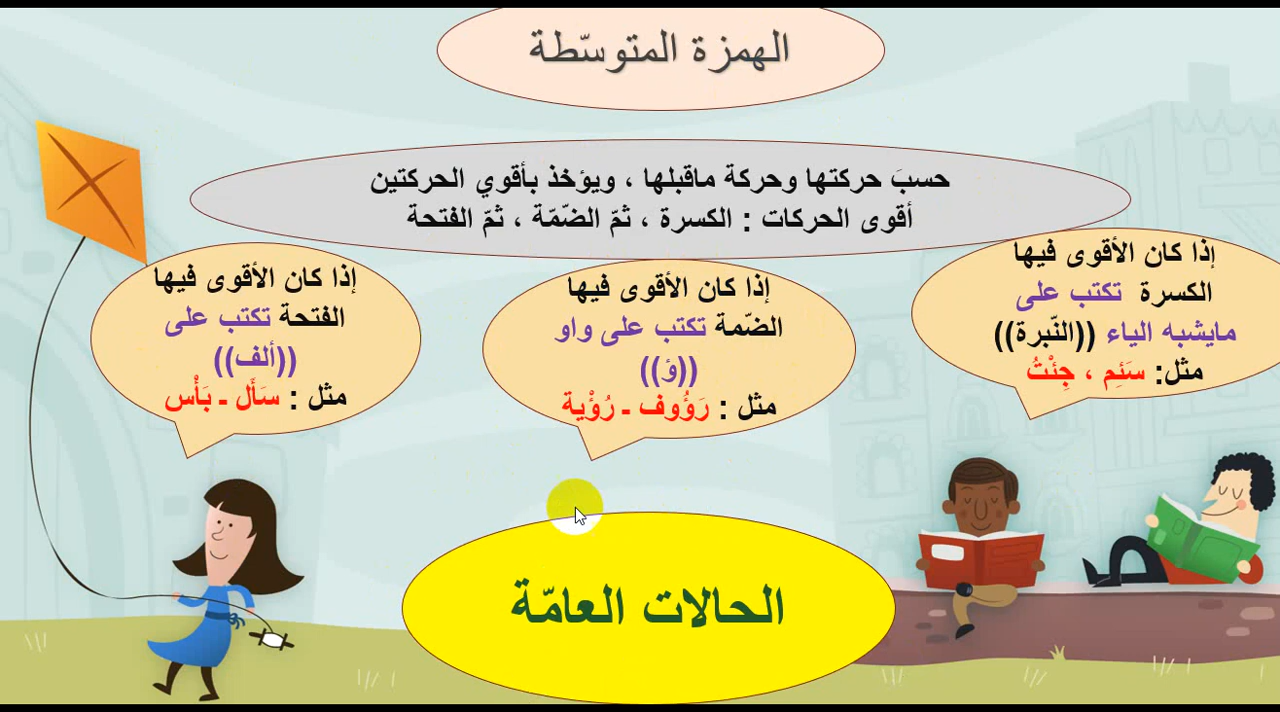 الهمزة المتوسّطة
حسبَ حركتها وحركة ماقبلها ، ويؤخذ بأقوي الحركتين
أقوى الحركات : الكسرة ، ثمّ الضّمّة ، ثمّ الفتحة
إذا كان الأقوى فيها
الكسرة تكتب على
مايشبه الياء ((النّبرة))
مثل: سَئِم ، جِئْتُ
إذا كان الأقوى فيها
الضّمة تكتب على واو
((ؤ))
مثل : رَؤُوف ـ رُؤْية
إذا كان الأقوى فيها
الفتحة تكتب على
((ألف))
مثل : سَأَل ـ بَأْس
الحالات العامّة